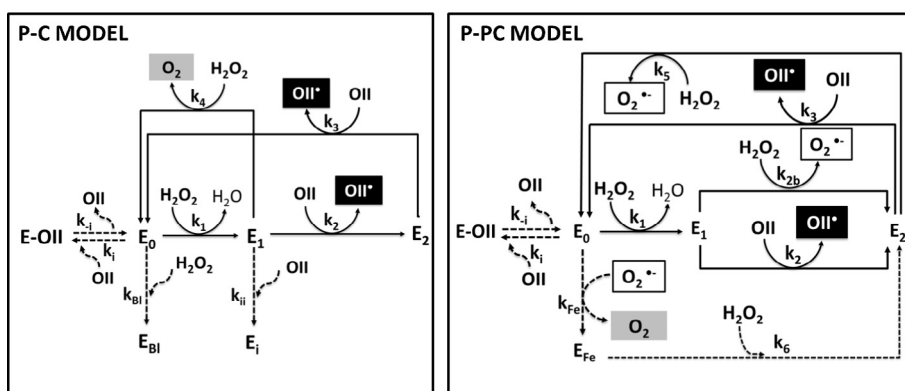 P-C MODEL
O₂ H₂O₂
k₄
OII• OII
k₃
H₂O₂ H₂O
k₁
OII OII•
k₂
OII
k-i
E-OII E₀ E₁ E₂
ki
OII
H₂O₂
kBI
OII
kii
EBI Ei
P-PC MODEL
k₅
O₂•- H₂O₂
OII• OII
k₃
H₂O₂ O₂•-
k2b
H₂O₂ H₂O
k₁
OII
k-i
E-OII E₀ E₁ E₂
ki
OII
OII OII•
k₂
O₂•-
kFe
O₂
H₂O₂
k₆
EFe